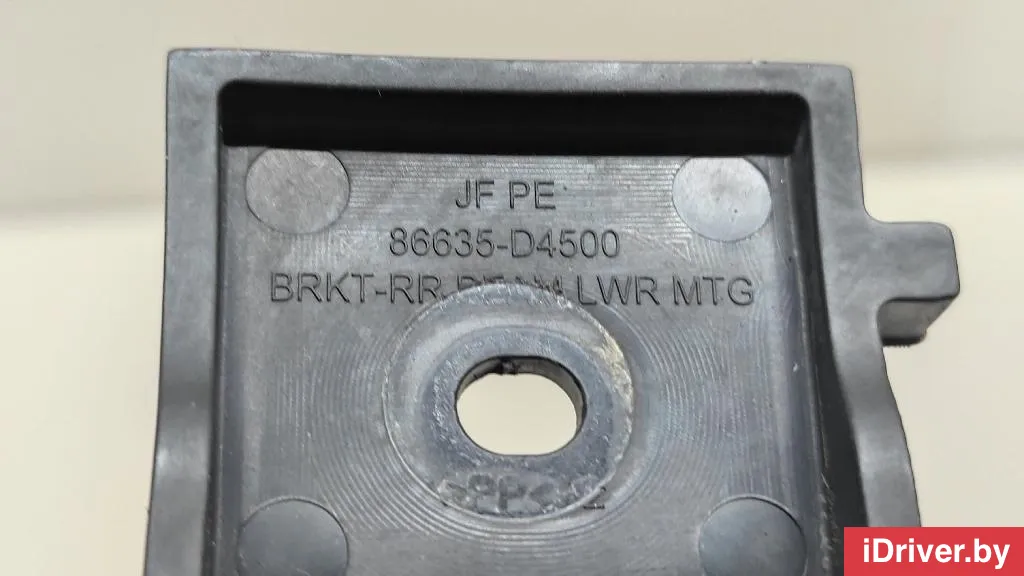 JF PE
86635-D4500
BRKT-RR LWR MTG
iDriver.by